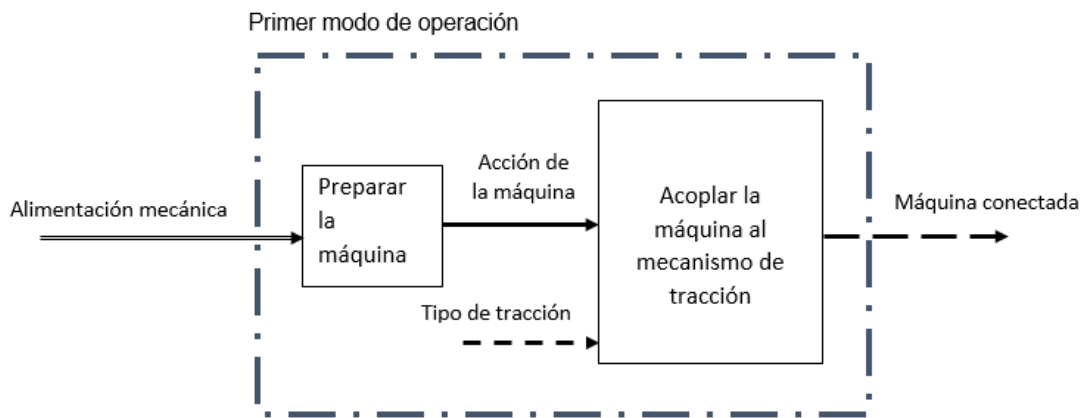 Primer modo de operación
Alimentación mecánica
Preparar
la
máquina
Acción de
la máquina
Tipo de tracción
Acoplar la
máquina al
mecanismo de
tracción
Máquina conectada